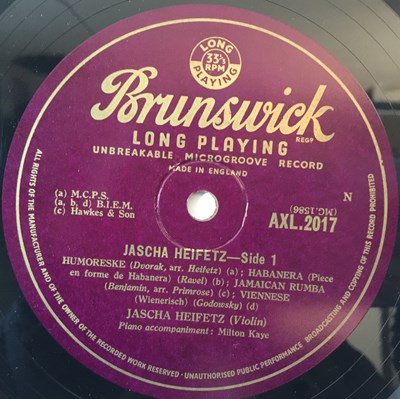 LONG
33⅓
RPM
PLAYING
Brunswick
REGD
LONG PLAYING
UNBREAKABLE MICROGROOVE RECORD
MADE IN ENGLAND
(a) M.C.P.S.
(a, b, d) B.I.E.M.
(c) Hawkes & Son
N
(MG.1596)
AXL.2017
JASCHA HEIFETZ—Side 1
HUMORESKE (Dvorak, arr. Heifetz) (a) ; HABANERA (Piece
en forme de Habanera) (Ravel) (b) ; JAMAICAN RUMBA
(Benjamin, arr. Primrose) (c) ; VIENNESE
(Wienerisch) (Godowsky) (d)
JASCHA HEIFETZ (Violin)
Piano accompaniment : Milton Kaye
ALL RIGHTS OF THE MANUFACTURER AND OF THE OWNER OF THE RECORDED WORK RESERVED · UNAUTHORISED PUBLIC PERFORMANCE BROADCASTING AND COPYING OF THIS RECORD PROHIBITED